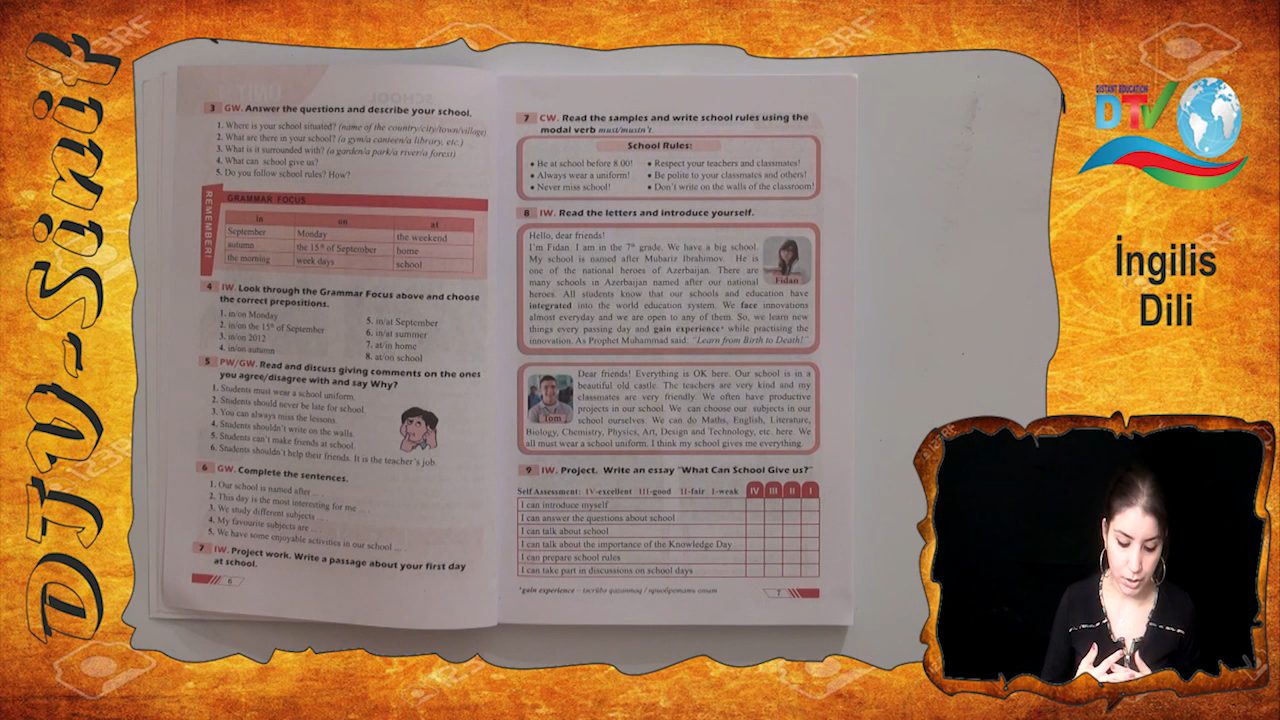 DTV-Sinif
3 GW. Answer the questions and describe your school.
1. Where is your school situated? (name of the country/city/town/village)
2. What are there in your school? (a gym/a canteen/a library, etc.)
3. What is it surrounded with? (a garden/a park/a river/a forest)
4. What can school give us?
5. Do you follow school rules? How?
REMEMBER!
GRAMMAR FOCUS
in on at
September Monday the weekend
autumn the 15th of September home
the morning week days school
4 IW. Look through the Grammar Focus above and choose
the correct prepositions.
1. in/on Monday
2. in/on the 15th of September
3. in/on 2012
4. in/on autumn
5. in/at September
6. in/at summer
7. at/in home
8. at/on school
5 PW/GW. Read and discuss giving comments on the ones
you agree/disagree with and say Why?
1. Students must wear a school uniform.
2. Students should never be late for school.
3. You can always miss the lessons.
4. Students shouldn't write on the walls.
5. Students can't make friends at school.
6. Students shouldn't help their friends. It is the teacher's job.
6 GW. Complete the sentences.
1. Our school is named after ... .
2. This day is the most interesting for me ... .
3. We study different subjects ... .
4. My favourite subjects are ... .
5. We have some enjoyable activities in our school ... .
7 IW. Project work. Write a passage about your first day
at school.
6
7 CW. Read the samples and write school rules using the
modal verb must/mustn't.
School Rules:
• Be at school before 8.00!
• Always wear a uniform!
• Never miss school!
• Respect your teachers and classmates!
• Be polite to your classmates and others!
• Don't write on the walls of the classroom!
8 IW. Read the letters and introduce yourself.
Hello, dear friends!
I'm Fidan. I am in the 7th grade. We have a big school.
My school is named after Mubariz Ibrahimov. He is
one of the national heroes of Azerbaijan. There are
many schools in Azerbaijan named after our national
heroes. All students know that our schools and education have
integrated into the world education system. We face innovations
almost everyday and we are open to any of them. So, we learn new
things every passing day and gain experience* while practising the
innovation. As Prophet Muhammad said: "Learn from Birth to Death!"
Fidan
Dear friends! Everything is OK here. Our school is in a
beautiful old castle. The teachers are very kind and my
classmates are very friendly. We often have productive
projects in our school. We can choose our subjects in our
school ourselves. We can do Maths, English, Literature,
Biology, Chemistry, Physics, Art, Design and Technology, etc. here. We
all must wear a school uniform. I think my school gives me everything.
Tom
9 IW. Project. Write an essay "What Can School Give us?"
Self Assessment: IV-excellent III-good II-fair I-weak IV III II I
I can introduce myself
I can answer the questions about school
I can talk about school
I can talk about the importance of the Knowledge Day
I can prepare school rules
I can take part in discussions on school days
*gain experience – təcrübə qazanmaq / приобретать опыт
7
DISTANT EDUCATION
DTV
İngilis
Dili